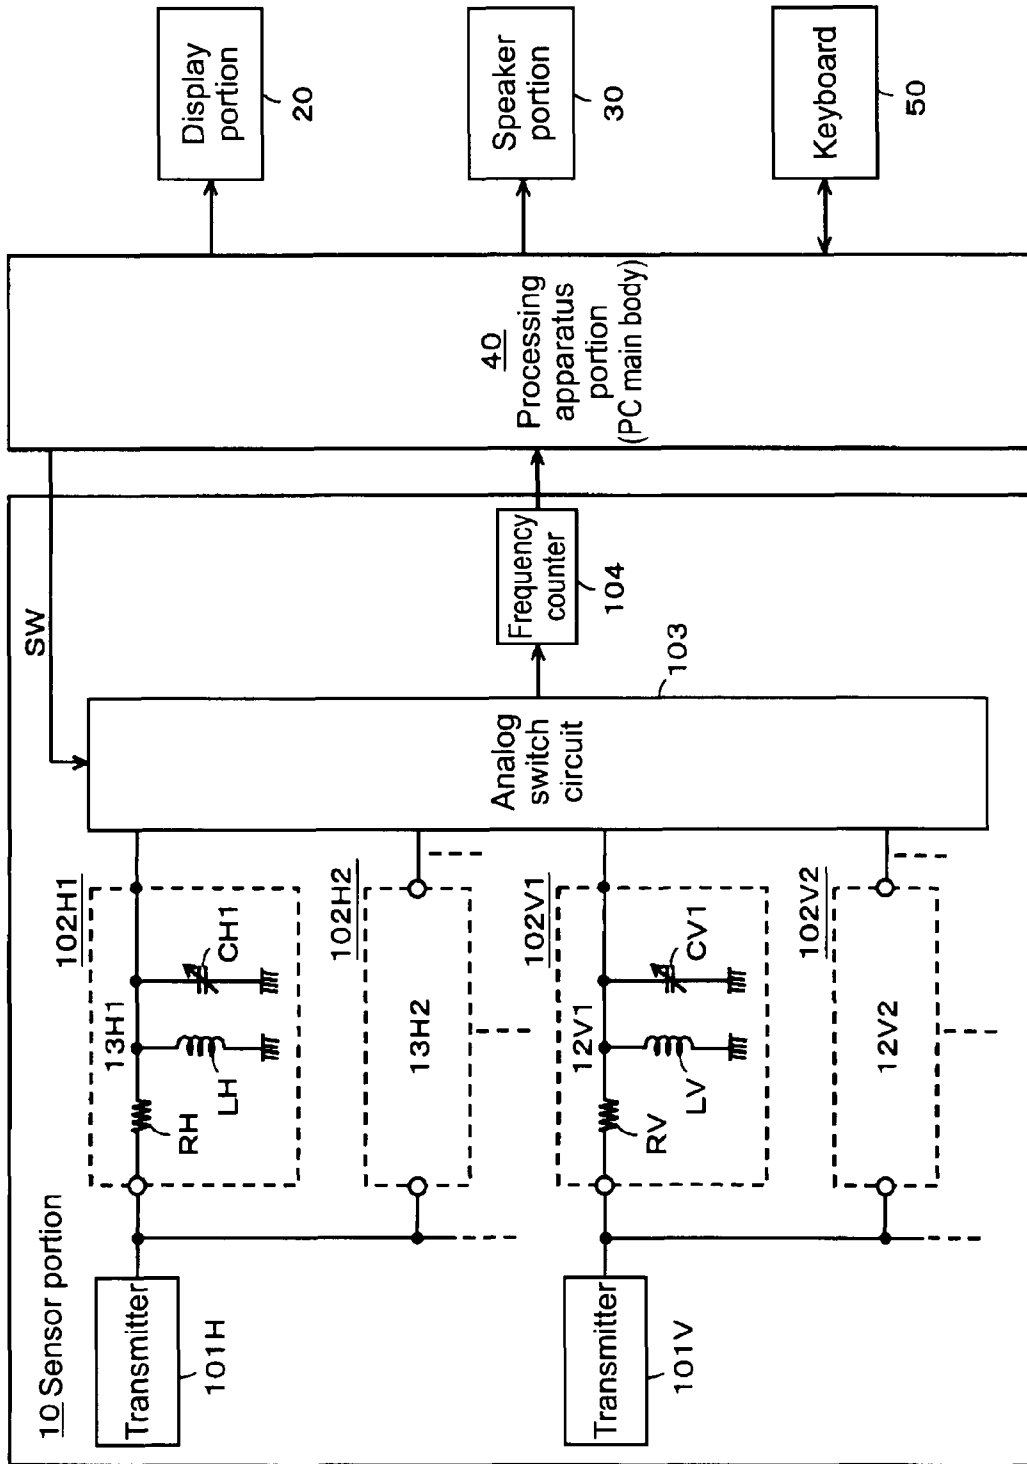 10 Sensor portion
Transmitter
101H
102H1
13H1
RH
LH
CH1
102H2
13H2
Transmitter
101V
102V1
12V1
RV
LV
CV1
102V2
12V2
SW
Analog
switch
circuit
103
Frequency
counter
104
40
Processing
apparatus
portion
(PC main body)
Display
portion
20
Speaker
portion
30
Keyboard
50